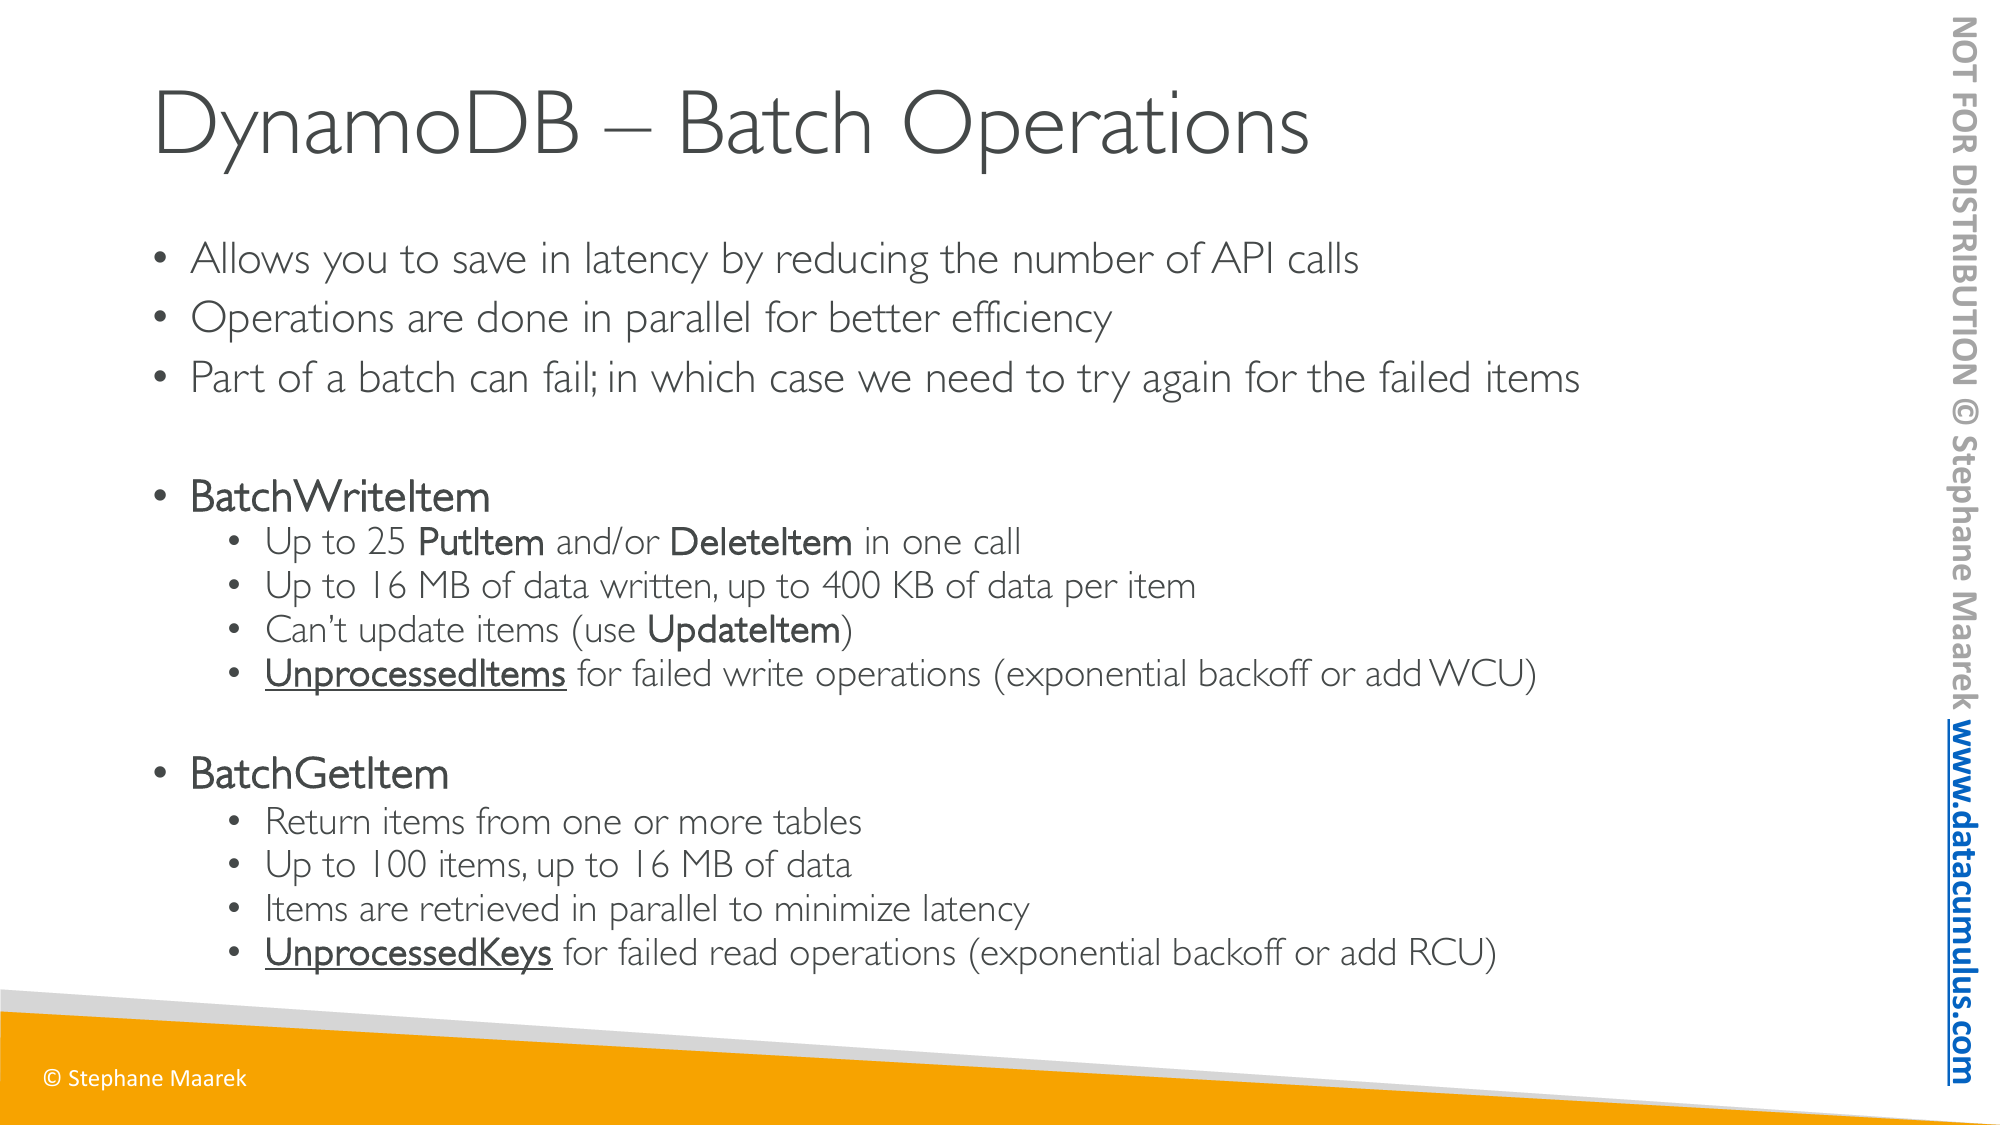 DynamoDB – Batch Operations
• Allows you to save in latency by reducing the number of API calls
• Operations are done in parallel for better efficiency
• Part of a batch can fail; in which case we need to try again for the failed items
• BatchWriteItem
• Up to 25 PutItem and/or DeleteItem in one call
• Up to 16 MB of data written, up to 400 KB of data per item
• Can’t update items (use UpdateItem)
• UnprocessedItems for failed write operations (exponential backoff or add WCU)
• BatchGetItem
• Return items from one or more tables
• Up to 100 items, up to 16 MB of data
• Items are retrieved in parallel to minimize latency
• UnprocessedKeys for failed read operations (exponential backoff or add RCU)
© Stephane Maarek
NOT FOR DISTRIBUTION © Stephane Maarek www.datacumulus.com